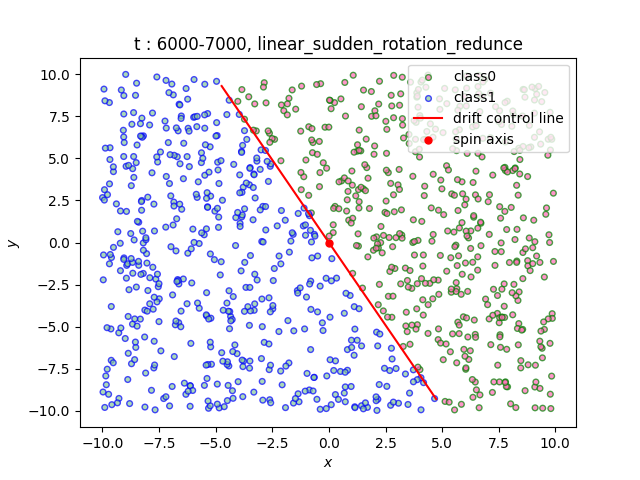 t : 6000-7000, linear_sudden_rotation_redunce
10.0
7.5
5.0
2.5
0.0
−2.5
−5.0
−7.5
−10.0
y
class0
class1
drift control line
spin axis
−10.0 −7.5 −5.0 −2.5 0.0 2.5 5.0 7.5 10.0
x